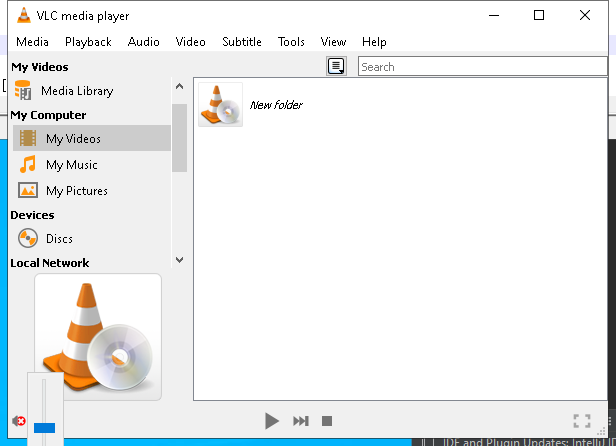 VLC media player
Media Playback Audio Video Subtitle Tools View Help
My Videos
Search
Media Library
New folder
My Computer
My Videos
My Music
My Pictures
Devices
Discs
Local Network
IDE and Plugin Updates: IntelliJ